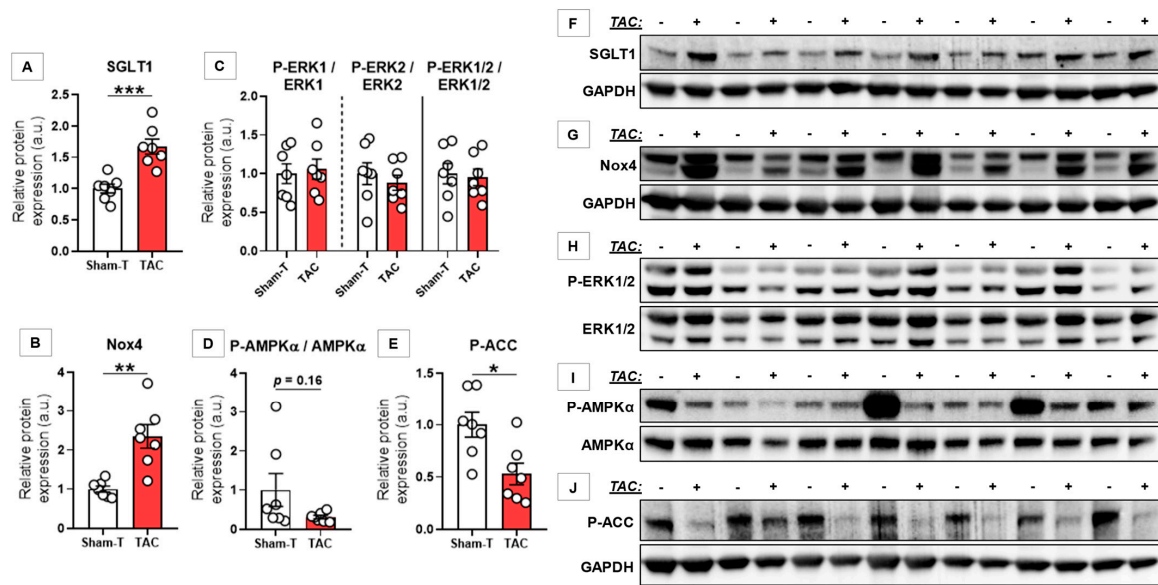 A
SGLT1
***
Relative protein
expression (a.u.)
2.5
2.0
1.5
1.0
0.5
0.0
Sham-T
TAC
C
P-ERK1 /
ERK1
P-ERK2 /
ERK2
P-ERK1/2 /
ERK1/2
Relative protein
expression (a.u.)
2.0
1.5
1.0
0.5
0.0
Sham-T
TAC
Sham-T
TAC
Sham-T
TAC
B
Nox4
**
Relative protein
expression (a.u.)
4
3
2
1
0
Sham-T
TAC
D
P-AMPKα / AMPKα
p = 0.16
Relative protein
expression (a.u.)
4
3
2
1
0
Sham-T
TAC
E
P-ACC
*
Relative protein
expression (a.u.)
1.5
1.0
0.5
0.0
Sham-T
TAC
F
TAC: - + - + - + - + - + - + - +
SGLT1
GAPDH
G
TAC: - + - + - + - + - + - + - +
Nox4
GAPDH
H
TAC: - + - + - + - + - + - + - +
P-ERK1/2
ERK1/2
I
TAC: - + - + - + - + - + - + - +
P-AMPKα
AMPKα
J
TAC: - + - + - + - + - + - + - +
P-ACC
GAPDH